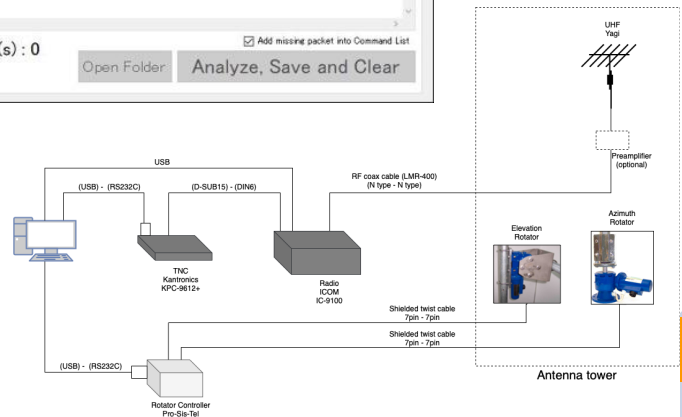 (s) : 0
Add missing packet into Command List
Open Folder
Analyze, Save and Clear
UHF
Yagi
Preamplifier
(optional)
USB
RF coax cable (LMR-400)
(N type - N type)
(USB) - (RS232C)
(D-SUB15) - (DIN6)
Elevation
Rotator
Azimuth
Rotator
TNC
Kantronics
KPC-9612+
Radio
ICOM
IC-9100
Shielded twist cable
7pin - 7pin
Shielded twist cable
7pin - 7pin
(USB) - (RS232C)
Antenna tower
Rotator Controller
Pro-Sis-Tel